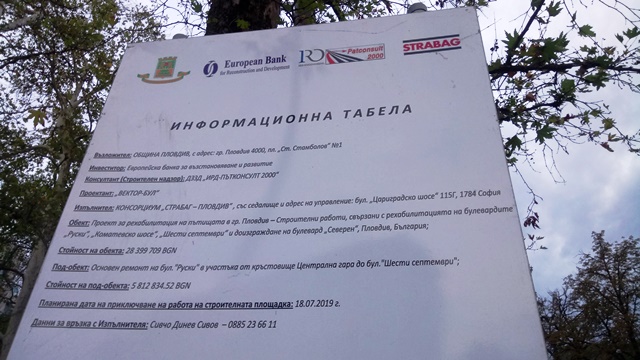 European Bank
for Reconstruction and Development
Patconsult
2000
STRABAG
ИНФОРМАЦИОННА ТАБЕЛА
Възложител: ОБЩИНА ПЛОВДИВ, с адрес: гр. Пловдив 4000, пл. „Ст. Стамболов" №1
Инвеститор: Европейска банка за възстановяване и развитие
Консултант (Строителен надзор): ДЗЗД „ИРД-ПЪТКОНСУЛТ 2000"
Проектант: „ВЕКТОР-БУЛ"
Изпълнител: КОНСОРЦИУМ „СТРАБАГ – ПЛОВДИВ", със седалище и адрес на управление: бул. „Цариградско шосе" 115Г, 1784 София
Обект: Проект за рехабилитация на пътищата в гр. Пловдив – Строителни работи, свързани с рехабилитацията на булевардите
„Руски", „Коматевско шосе", „Шести септември" и доизграждане на булевард „Северен", Пловдив, България;
Стойност на обекта: 28 399 709 BGN
Под-обект: Основен ремонт на бул."Руски" в участъка от кръстовище Централна гара до бул."Шести септември";
Стойност на под-обекта: 5 812 834.52 BGN
Планирана дата на приключване на работа на строителната площадка: 18.07.2019 г.
Данни за връзка с Изпълнителя: Сивчо Динев Сивов – 0885 23 66 11